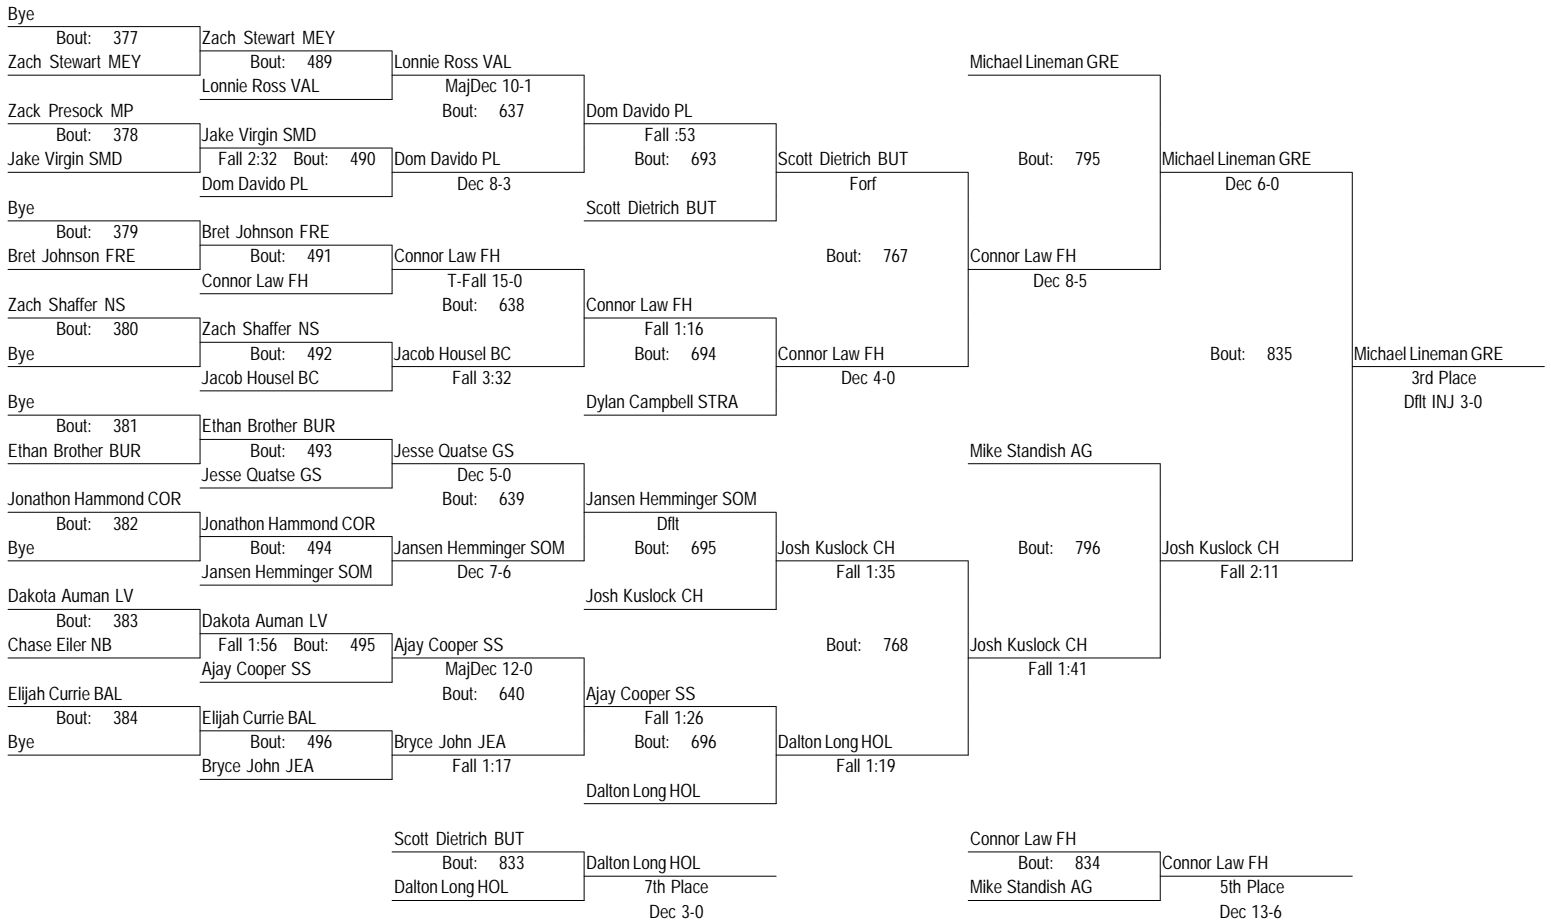 Bye
Bout: 377 Zach Stewart MEY
Zach Stewart MEY Bout: 489 Lonnie Ross VAL Michael Lineman GRE
Lonnie Ross VAL MajDec 10-1
Zack Presock MP Bout: 637 Dom Davido PL
Bout: 378 Jake Virgin SMD Fall :53
Jake Virgin SMD Fall 2:32 Bout: 490 Dom Davido PL Bout: 693 Scott Dietrich BUT Bout: 795 Michael Lineman GRE
Dom Davido PL Dec 8-3 Forf Dec 6-0
Bye Scott Dietrich BUT
Bout: 379 Bret Johnson FRE
Bret Johnson FRE Bout: 491 Connor Law FH Bout: 767 Connor Law FH
Connor Law FH T-Fall 15-0 Dec 8-5
Zach Shaffer NS Bout: 638 Connor Law FH
Bout: 380 Zach Shaffer NS Fall 1:16
Bye Bout: 492 Jacob Housel BC Bout: 694 Connor Law FH Bout: 835 Michael Lineman GRE
Jacob Housel BC Fall 3:32 Dec 4-0 3rd Place
Bye Dylan Campbell STRA Dflt INJ 3-0
Bout: 381 Ethan Brother BUR
Ethan Brother BUR Bout: 493 Jesse Quatse GS Mike Standish AG
Jesse Quatse GS Dec 5-0
Jonathon Hammond COR Bout: 639 Jansen Hemminger SOM
Bout: 382 Jonathon Hammond COR Dflt
Bye Bout: 494 Jansen Hemminger SOM Bout: 695 Josh Kuslock CH Bout: 796 Josh Kuslock CH
Jansen Hemminger SOM Dec 7-6 Fall 1:35 Fall 2:11
Dakota Auman LV Josh Kuslock CH
Bout: 383 Dakota Auman LV
Chase Eiler NB Fall 1:56 Bout: 495 Ajay Cooper SS Bout: 768 Josh Kuslock CH
Ajay Cooper SS MajDec 12-0 Fall 1:41
Elijah Currie BAL Bout: 640 Ajay Cooper SS
Bout: 384 Elijah Currie BAL Fall 1:26
Bye Bout: 496 Bryce John JEA Bout: 696 Dalton Long HOL
Bryce John JEA Fall 1:17 Fall 1:19
Dalton Long HOL
Scott Dietrich BUT Connor Law FH
Bout: 833 Dalton Long HOL Bout: 834 Connor Law FH
Dalton Long HOL 7th Place Mike Standish AG 5th Place
Dec 3-0 Dec 13-6